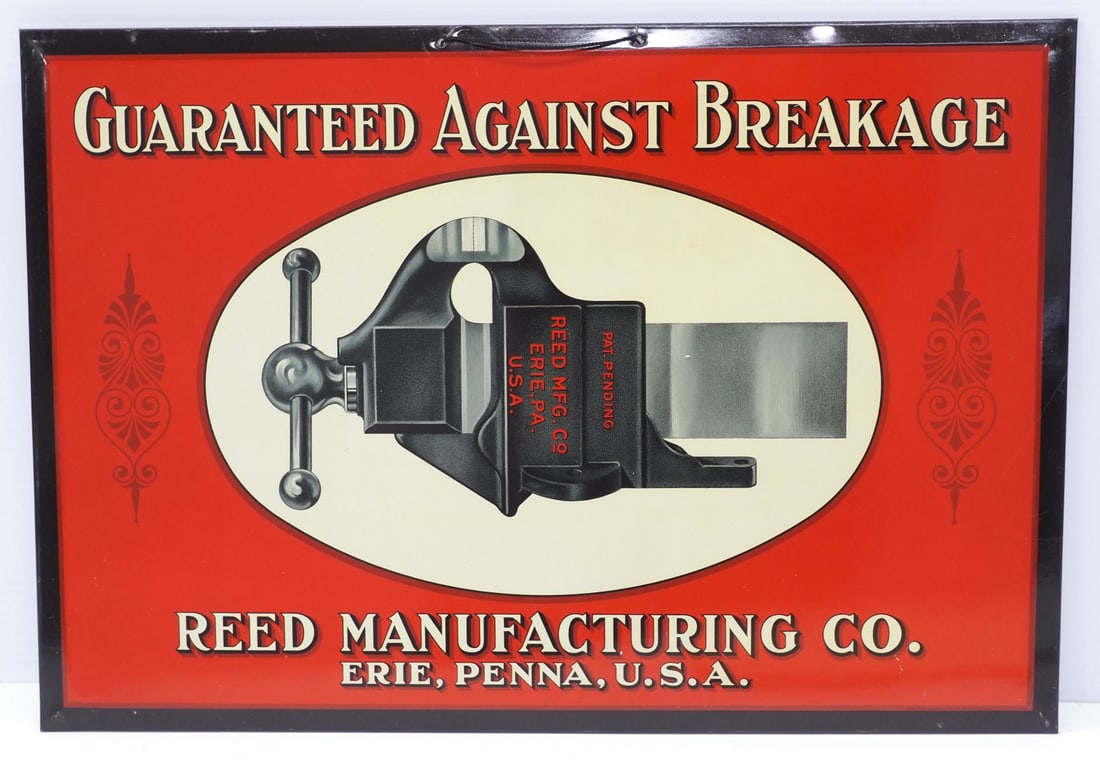 GUARANTEED AGAINST BREAKAGE
REED MFG. CO
ERIE, PA.
U.S.A.
PAT. PENDING
REED MANUFACTURING CO.
ERIE, PENNA, U.S.A.